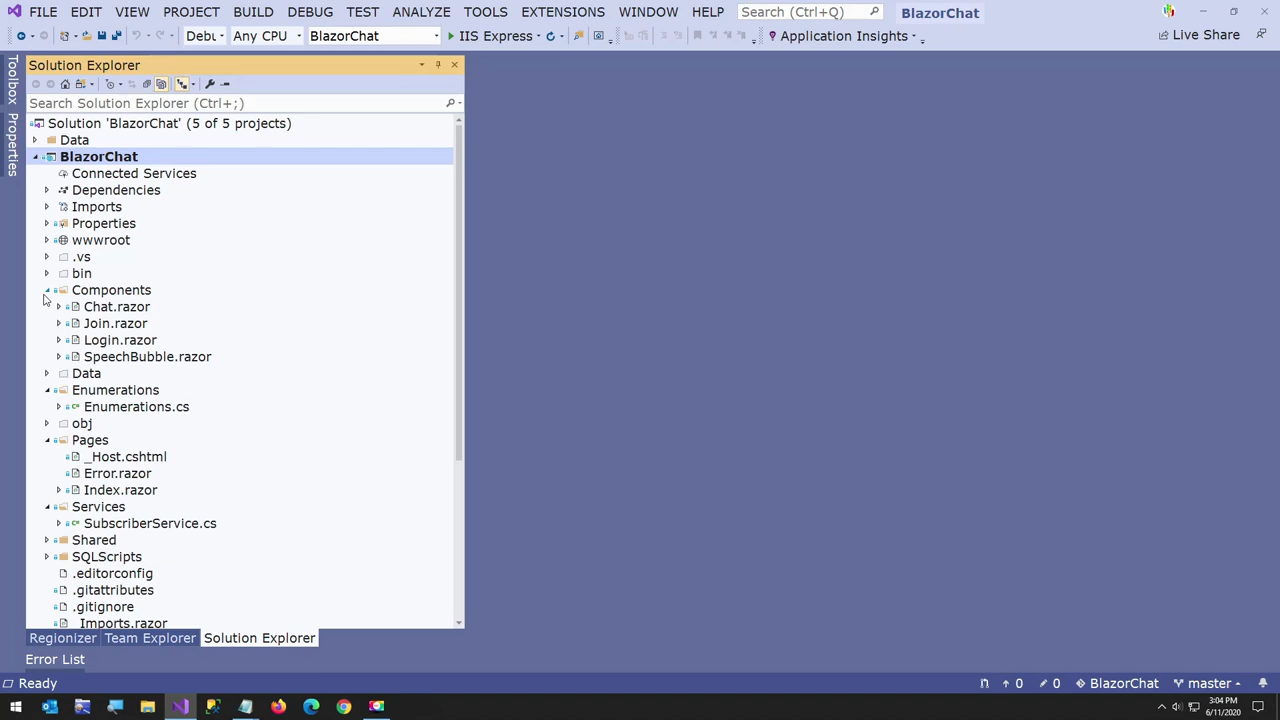 FILE EDIT VIEW PROJECT BUILD DEBUG TEST ANALYZE TOOLS EXTENSIONS WINDOW HELP Search (Ctrl+Q) BlazorChat
Debu Any CPU BlazorChat IIS Express Application Insights Live Share
Toolbox
Properties
Solution Explorer
Search Solution Explorer (Ctrl+;)
Solution 'BlazorChat' (5 of 5 projects)
Data
BlazorChat
Connected Services
Dependencies
Imports
Properties
wwwroot
.vs
bin
Components
Chat.razor
Join.razor
Login.razor
SpeechBubble.razor
Data
Enumerations
Enumerations.cs
obj
Pages
_Host.cshtml
Error.razor
Index.razor
Services
SubscriberService.cs
Shared
SQLScripts
.editorconfig
.gitattributes
.gitignore
_Imports.razor
Regionizer Team Explorer Solution Explorer
Error List
Ready 0 0 BlazorChat master
3:04 PM
6/11/2020